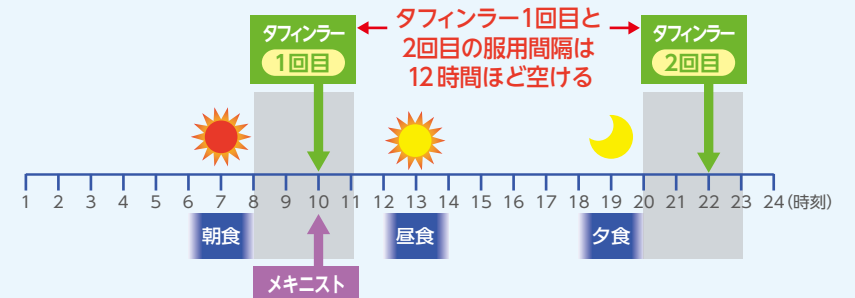 タフィンラー
1回目
タフィンラー1回目と
2回目の服用間隔は
12時間ほど空ける
タフィンラー
2回目
1 2 3 4 5 6 7 8 9 10 11 12 13 14 15 16 17 18 19 20 21 22 23 24(時刻)
朝食
昼食
夕食
メキニスト